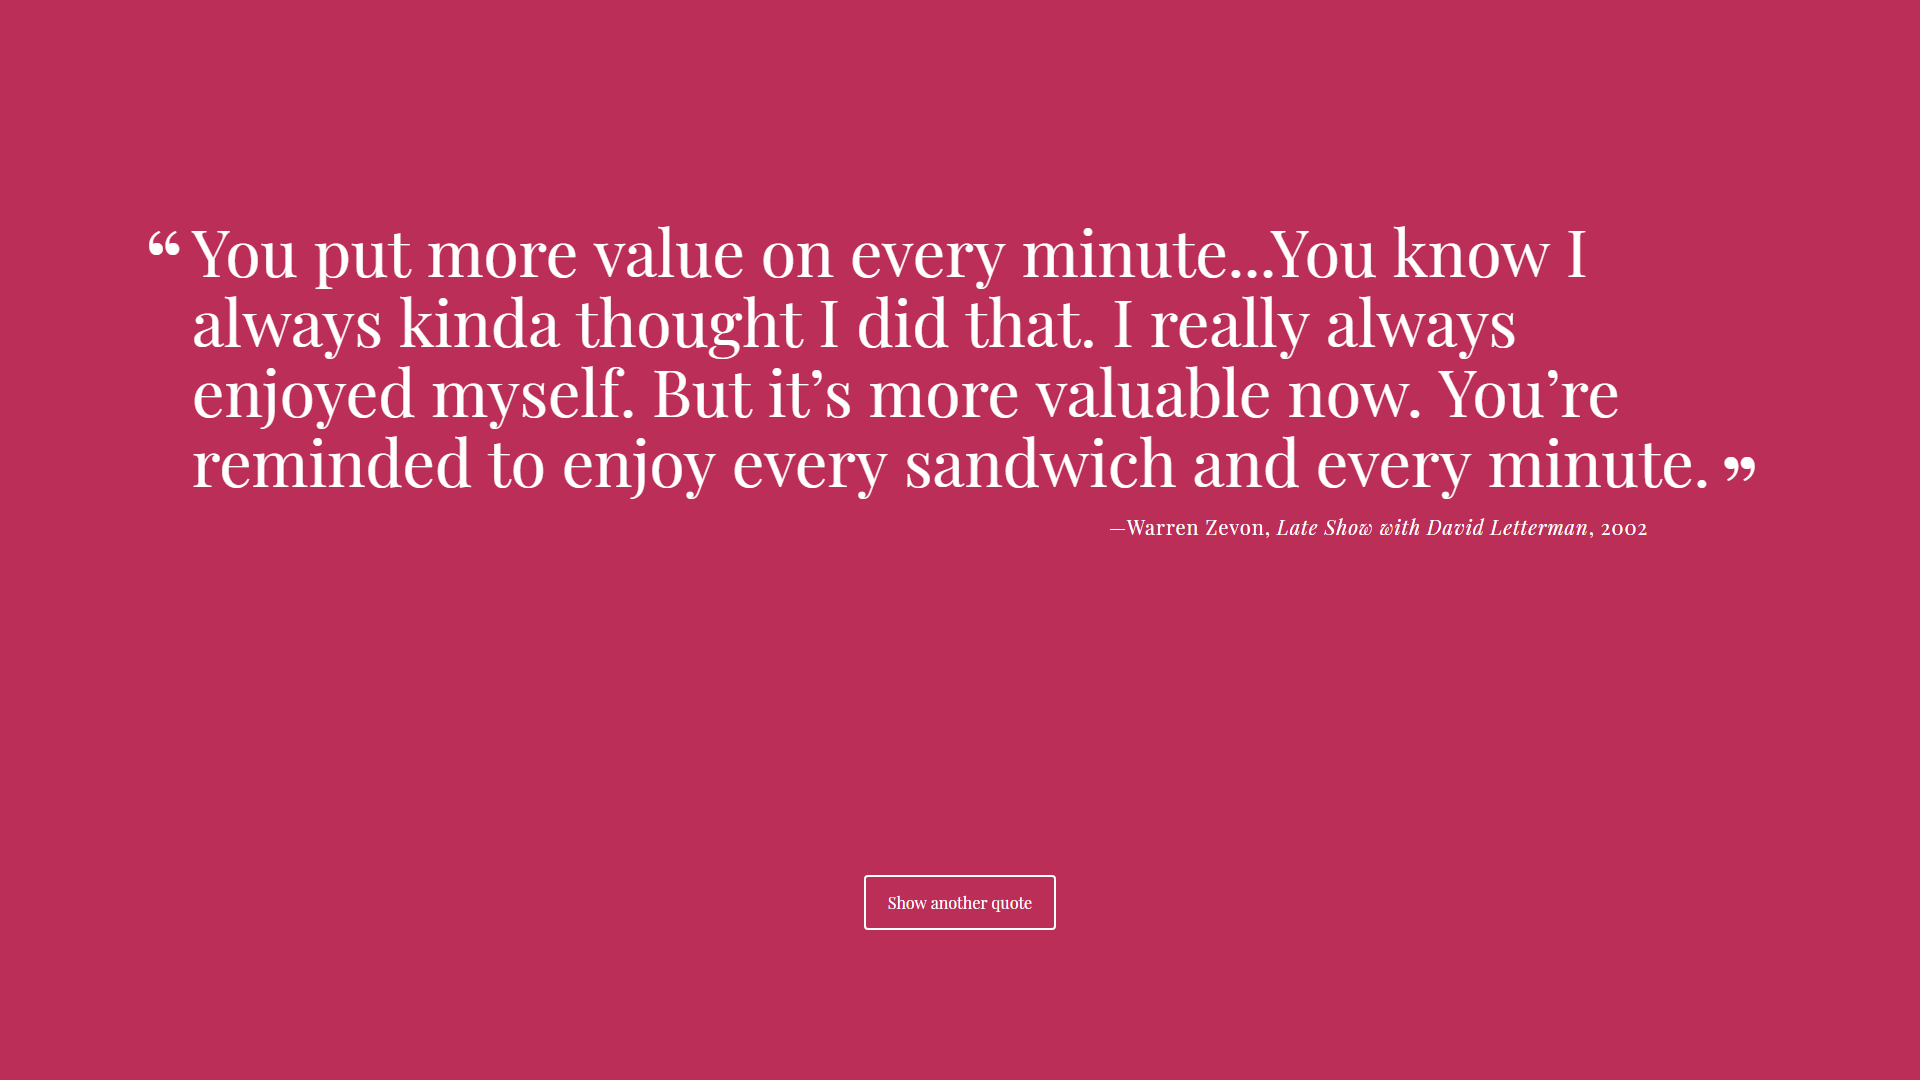 “You put more value on every minute...You know I
always kinda thought I did that. I really always
enjoyed myself. But it’s more valuable now. You’re
reminded to enjoy every sandwich and every minute.”
—Warren Zevon, Late Show with David Letterman, 2002
Show another quote